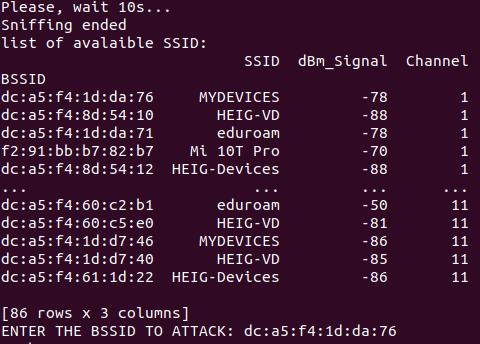 Please, wait 10s...
Sniffing ended
list of avalaible SSID:
SSID dBm_Signal Channel
BSSID
dc:a5:f4:1d:da:76 MYDEVICES -78 1
dc:a5:f4:8d:54:10 HEIG-VD -88 1
dc:a5:f4:1d:da:71 eduroam -78 1
f2:91:bb:b7:82:b7 Mi 10T Pro -70 1
dc:a5:f4:8d:54:12 HEIG-Devices -88 1
... ... ... ...
dc:a5:f4:60:c2:b1 eduroam -50 11
dc:a5:f4:60:c5:e0 HEIG-VD -81 11
dc:a5:f4:1d:d7:46 MYDEVICES -86 11
dc:a5:f4:1d:d7:40 HEIG-VD -85 11
dc:a5:f4:61:1d:22 HEIG-Devices -86 11
[86 rows x 3 columns]
ENTER THE BSSID TO ATTACK: dc:a5:f4:1d:da:76